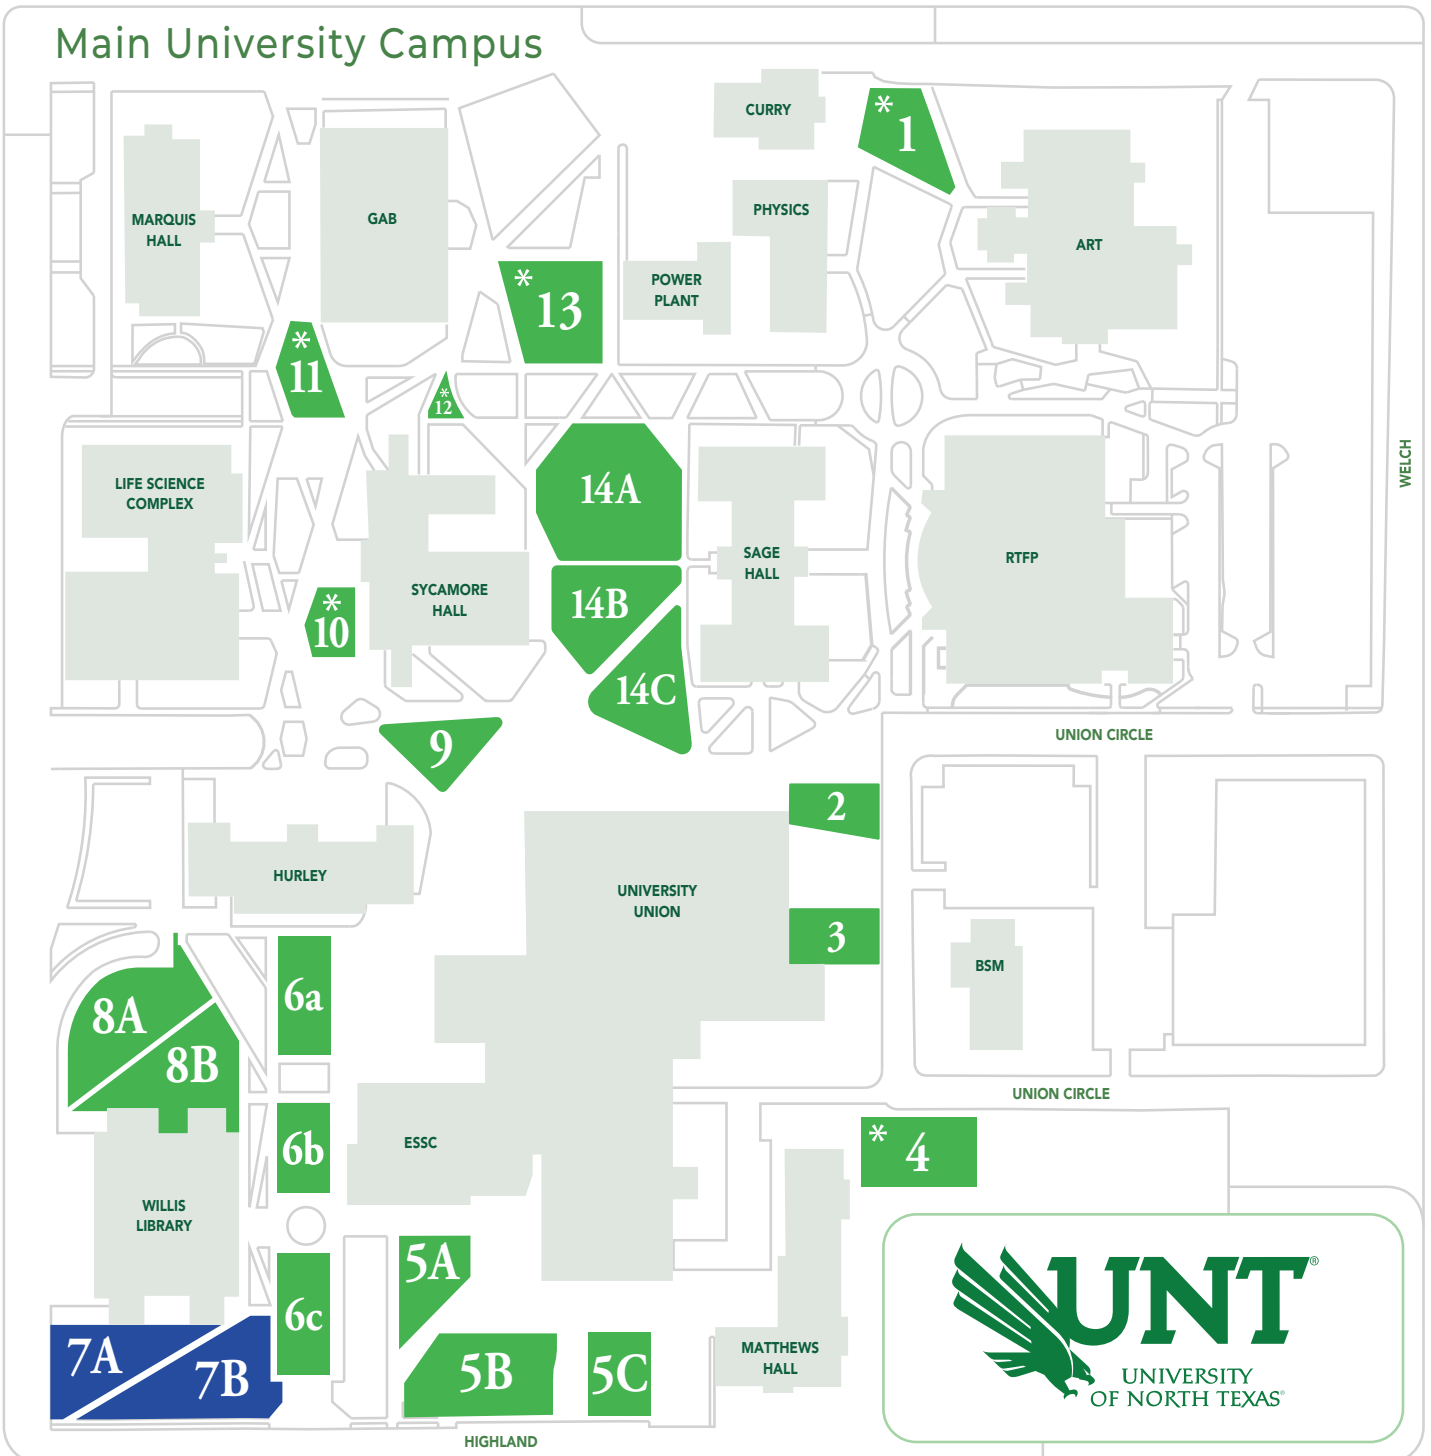 Main University Campus
CURRY
* 1
MARQUIS
HALL
GAB
PHYSICS
ART
POWER
PLANT
* 13
* 11
* 12
WELCH
LIFE SCIENCE
COMPLEX
14A
SAGE
HALL
RTFP
SYCAMORE
HALL
14B
* 10
14C
9
UNION CIRCLE
2
HURLEY
UNIVERSITY
UNION
3
BSM
6a
8A
8B
UNION CIRCLE
6b
ESSC
* 4
WILLIS
LIBRARY
5A
6c
7A
7B
5B
5C
MATTHEWS
HALL
UNT®
UNIVERSITY
OF NORTH TEXAS®
HIGHLAND